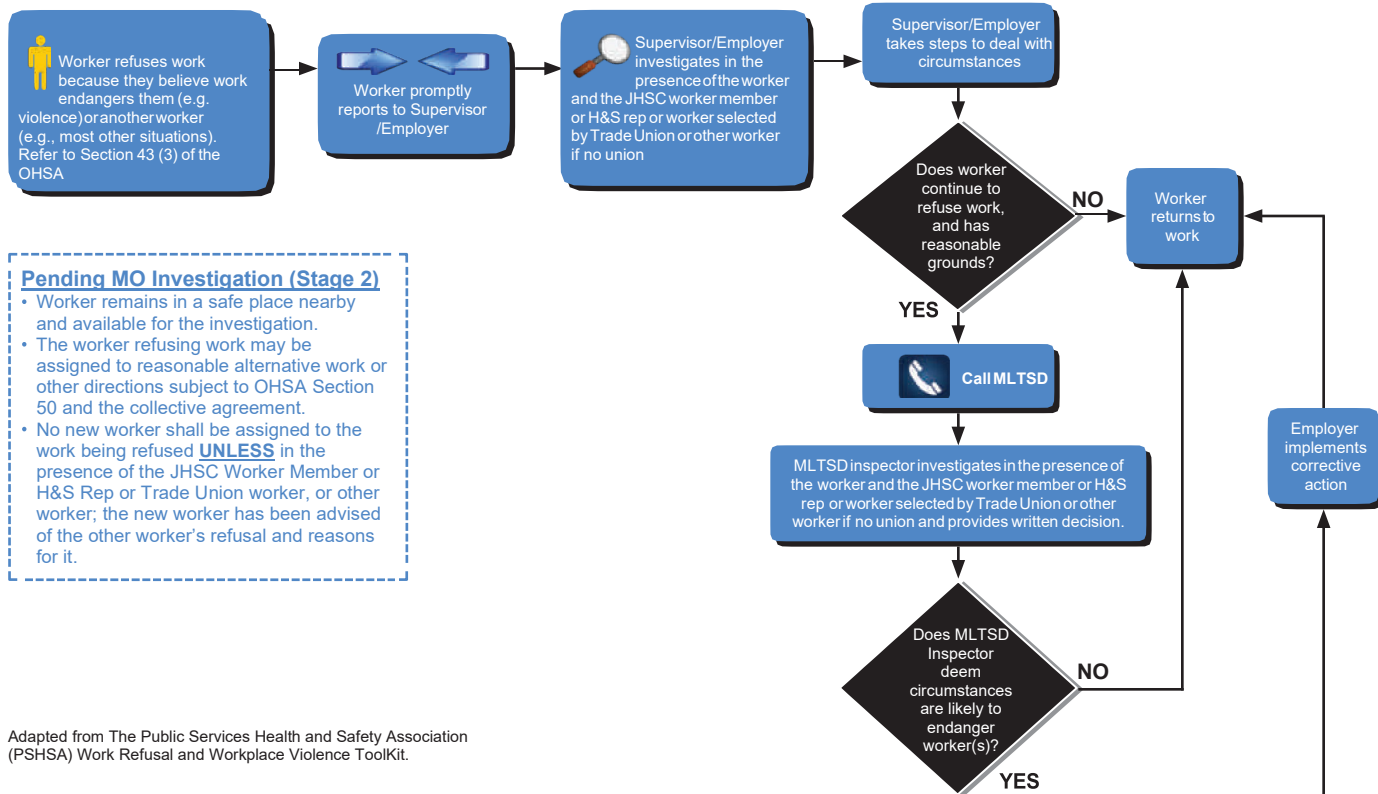 Worker refuses work
because they believe work
endangers them (e.g.
violence) or another worker
(e.g., most other situations).
Refer to Section 43 (3) of the
OHSA
Worker promptly
reports to Supervisor
/Employer
Supervisor/Employer
investigates in the
presence of the worker
and the JHSC worker member
or H&S rep or worker selected
by Trade Union or other worker
if no union
Supervisor/Employer
takes steps to deal with
circumstances
Does worker
continue to
refuse work,
and has
reasonable
grounds?
NO
Worker
returns to
work
YES
Call MLTSD
MLTSD inspector investigates in the presence of
the worker and the JHSC worker member or H&S
rep or worker selected by Trade Union or other
worker if no union and provides written decision.
Employer
implements
corrective
action
Does MLTSD
Inspector
deem
circumstances
are likely to
endanger
worker(s)?
NO
YES
Pending MO Investigation (Stage 2)
• Worker remains in a safe place nearby
and available for the investigation.
• The worker refusing work may be
assigned to reasonable alternative work or
other directions subject to OHSA Section
50 and the collective agreement.
• No new worker shall be assigned to the
work being refused UNLESS in the
presence of the JHSC Worker Member or
H&S Rep or Trade Union worker, or other
worker; the new worker has been advised
of the other worker's refusal and reasons
for it.
Adapted from The Public Services Health and Safety Association
(PSHSA) Work Refusal and Workplace Violence ToolKit.